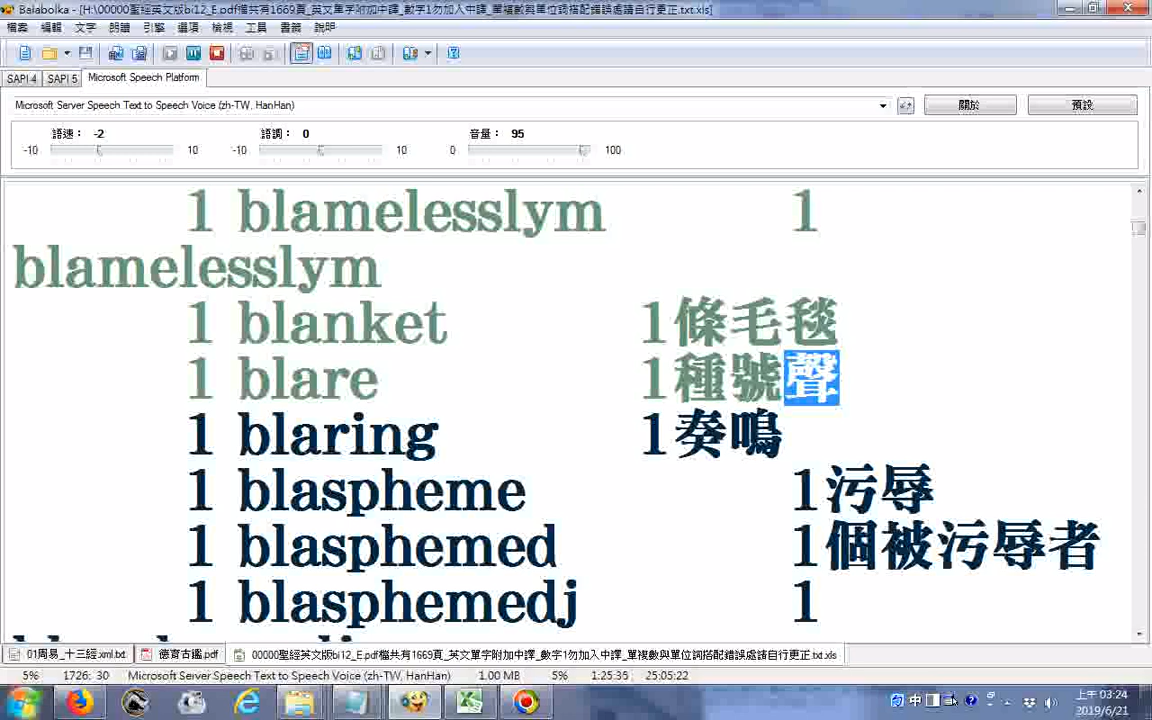 Balabolka - [H:\00000聖經英文版bi12_E.pdf檔共有1669頁_英文單字附加中譯_數字1勿加入中譯_單複數與單位詞搭配錯誤處請自行更正.txt.xls]
檔案 編輯 文字 朗讀 引擎 選項 工具 書籤 說明
SAPI 4 SAPI 5 Microsoft Speech Platform
Microsoft Server Speech Text to Speech Voice (zh-TW, HanHan) 關於 預設
語速： -2 語調： 0 音量： 95
-10 10 -10 10 0 100
1 blamelesslym 1
blamelesslym
1 blanket 1條毛毯
1 blare 1種號聲
1 blaring 1奏鳴
1 blaspheme 1污辱
1 blasphemed 1個被污辱者
1 blasphemedj 1
01周易_十三經.xml.txt 德育古鑑.pdf 00000聖經英文版bi12_E.pdf檔共有1669頁_英文單字附加中譯_數字1勿加入中譯_單複數與單位詞搭配錯誤處請自行更正.txt.xls
5% 1726: 30 Microsoft Server Speech Text to Speech Voice (zh-TW, HanHan) 1.00 MB 5% 1:25:35 25:05:22
中 上午 03:24
2019/6/21